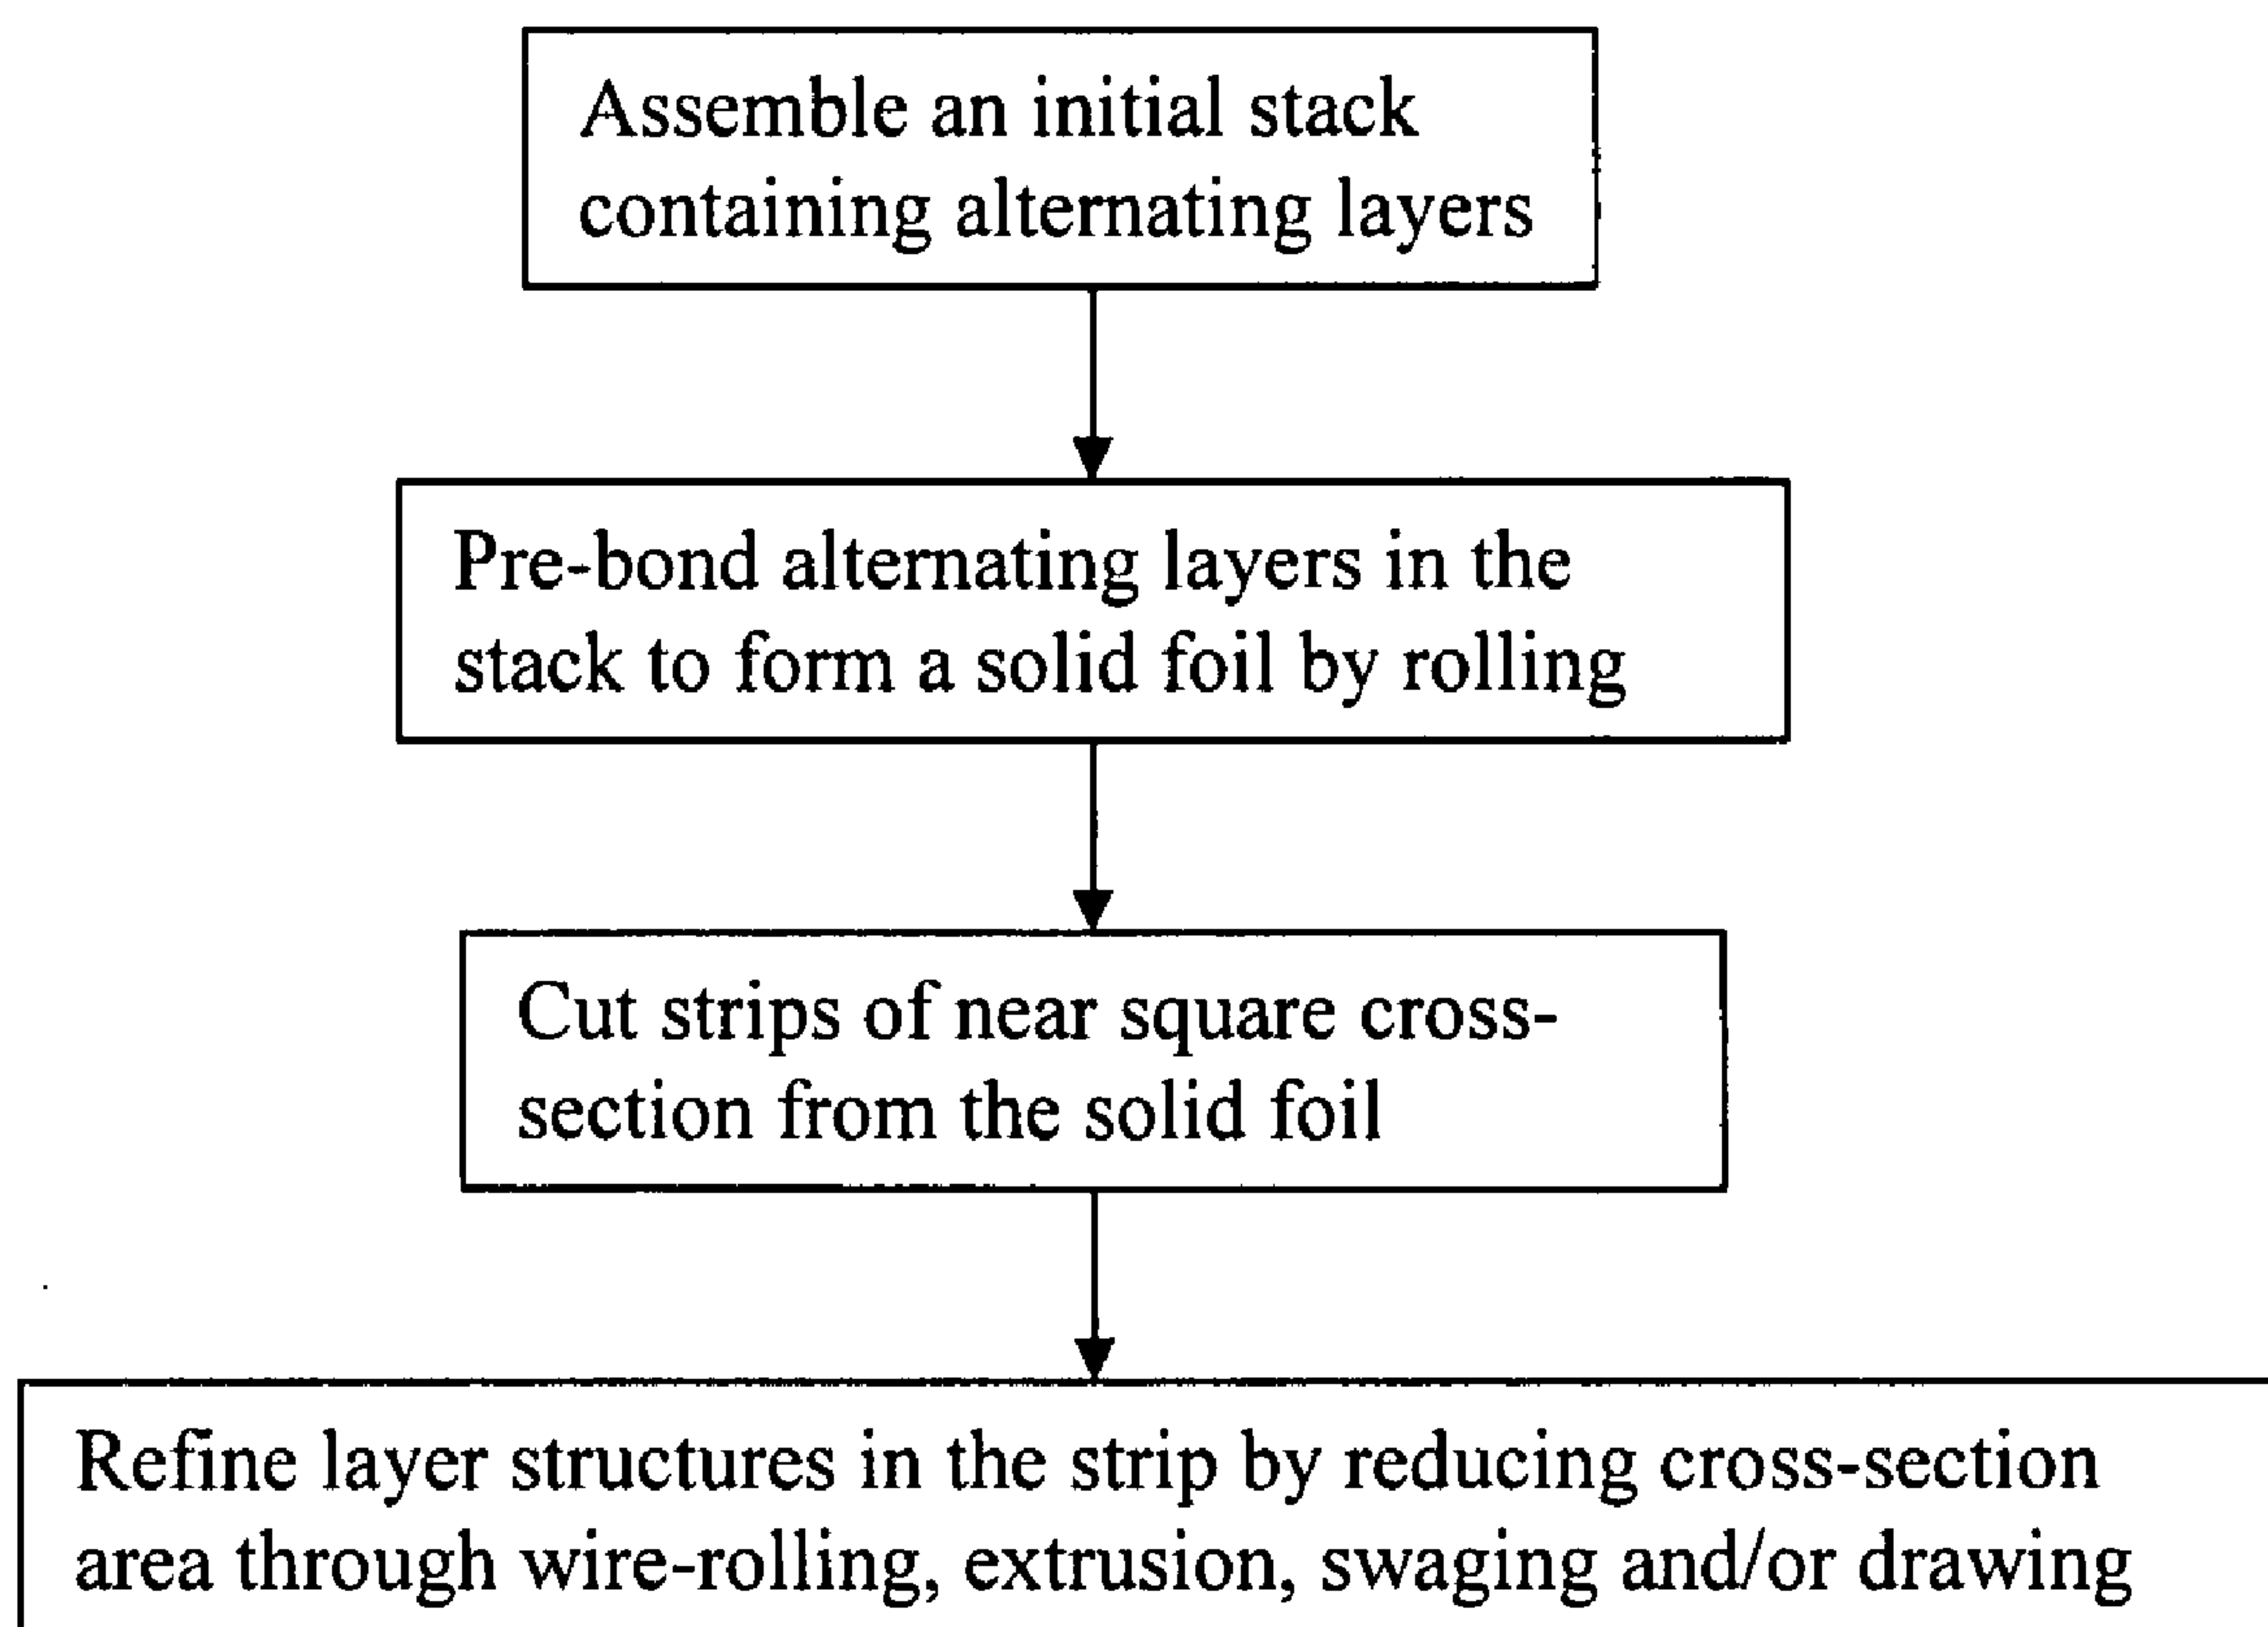 Assemble an initial stack
containing alternating layers
Pre-bond alternating layers in the
stack to form a solid foil by rolling
Cut strips of near square cross-
section from the solid foil
Refine layer structures in the strip by reducing cross-section
area through wire-rolling, extrusion, swaging and/or drawing